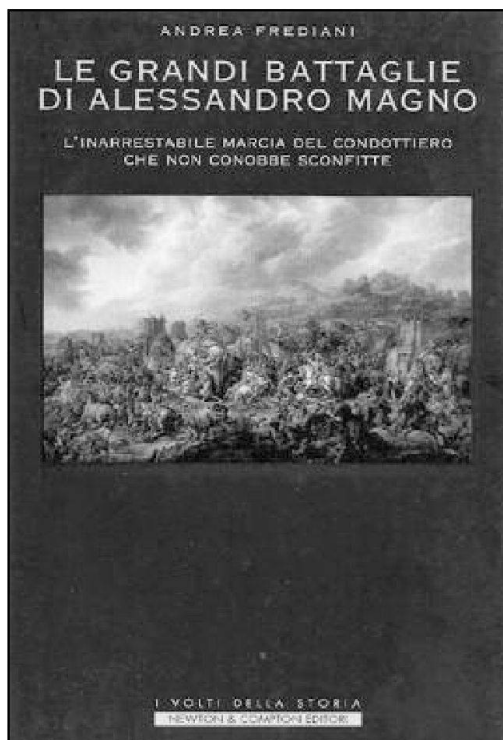 ANDREA FREDIANI
LE GRANDI BATTAGLIE
DI ALESSANDRO MAGNO
L'INARRESTABILE MARCIA DEL CONDOTTIERO
CHE NON CONOBBE SCONFITTE
I VOLTI DELLA STORIA
NEWTON & COMPTON EDITORI